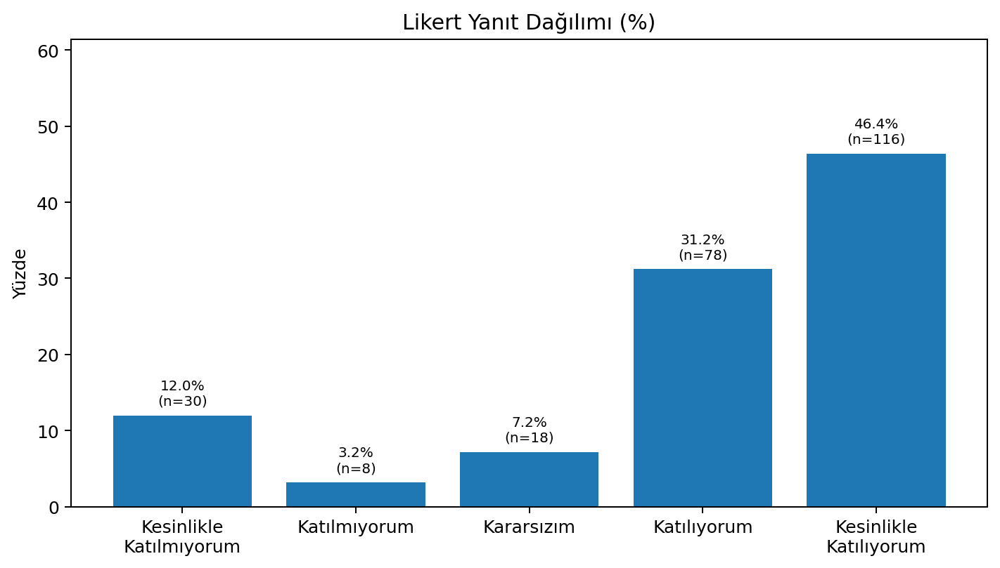 Likert Yanıt Dağılımı (%)
Yüzde
60
50
40
30
20
10
0
12.0%
(n=30)
3.2%
(n=8)
7.2%
(n=18)
31.2%
(n=78)
46.4%
(n=116)
Kesinlikle
Katılmıyorum
Katılmıyorum
Kararsızım
Katılıyorum
Kesinlikle
Katılıyorum